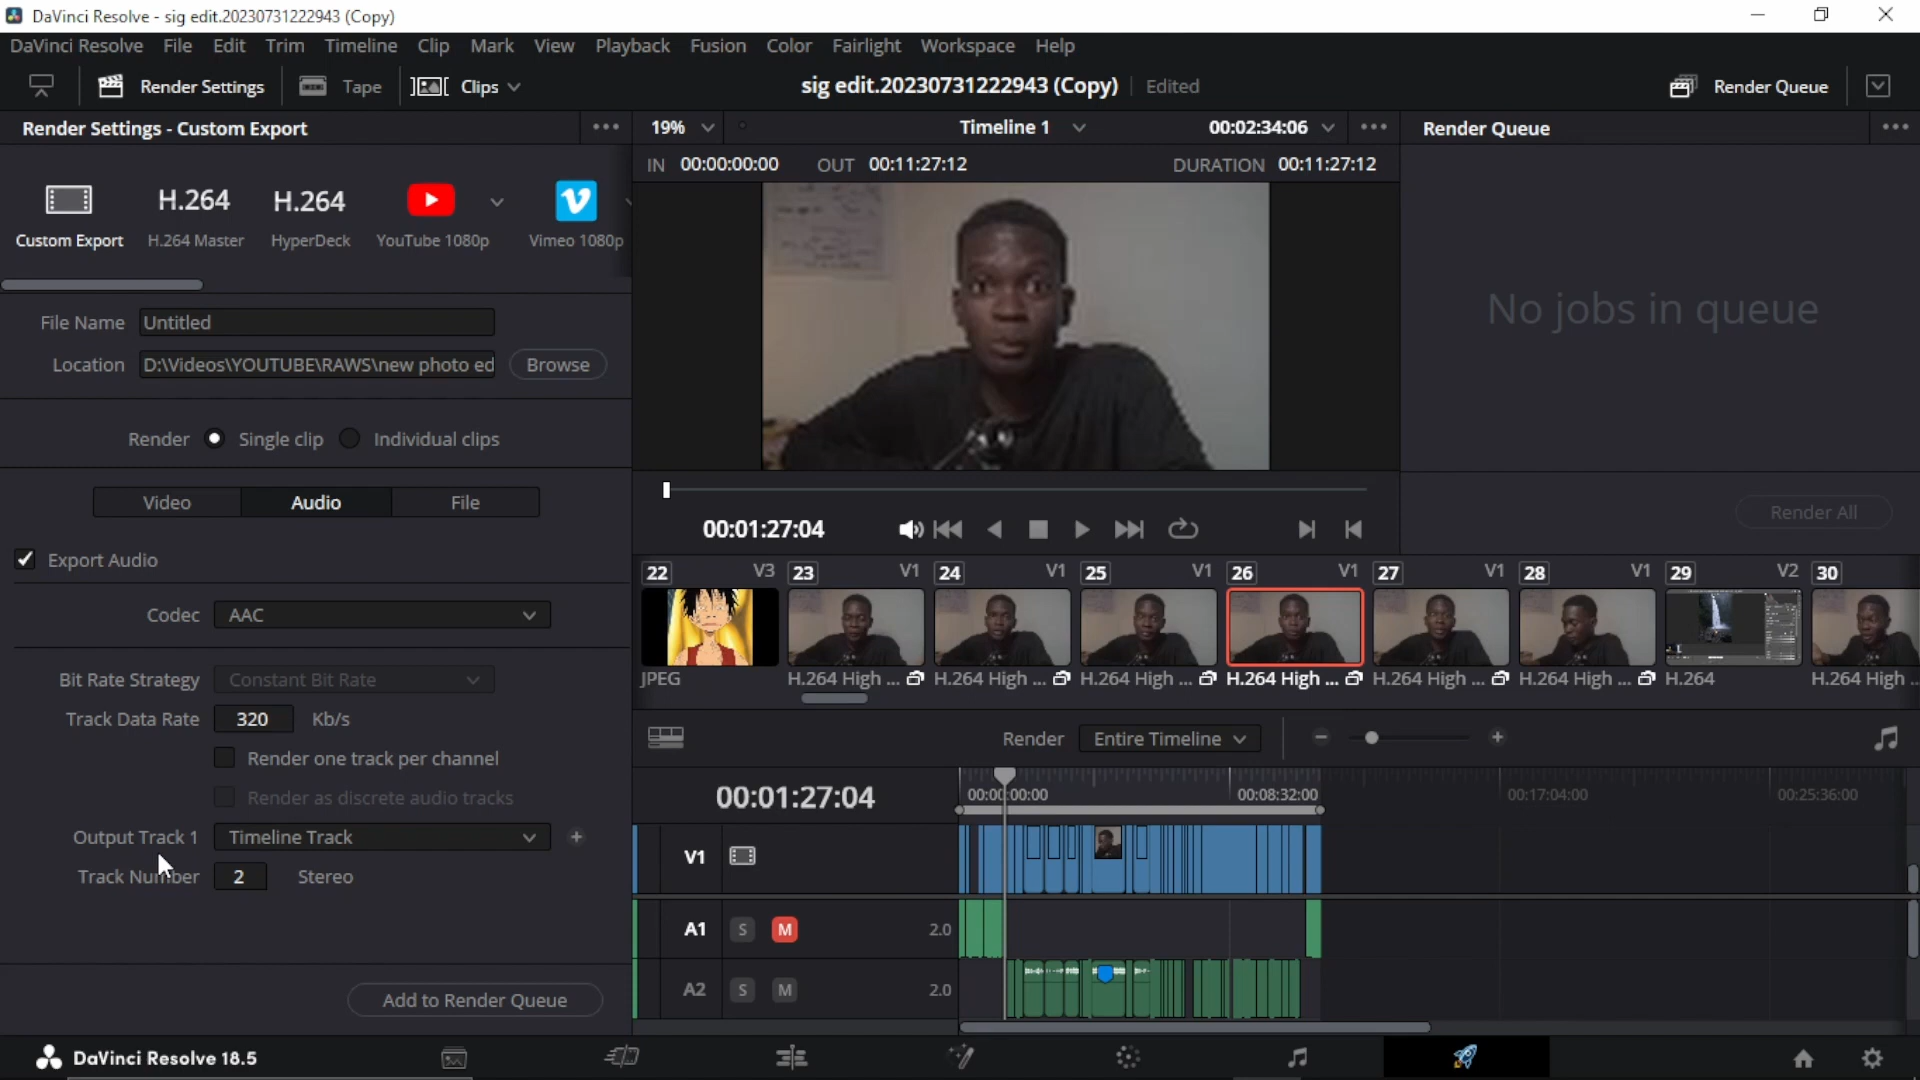 DaVinci Resolve - sig edit.20230731222943 (Copy)
DaVinci Resolve File Edit Trim Timeline Clip Mark View Playback Fusion Color Fairlight Workspace Help
Render Settings Tape Clips sig edit.20230731222943 (Copy) Edited Render Queue
Render Settings - Custom Export 19% Timeline 1 00:02:34:06 Render Queue
IN 00:00:00:00 OUT 00:11:27:12 DURATION 00:11:27:12
H.264 H.264
Custom Export H.264 Master HyperDeck YouTube 1080p Vimeo 1080p
File Name Untitled
No jobs in queue
Location D:\Videos\YOUTUBE\RAWS\new photo ed Browse
Render Single clip Individual clips
Video Audio File
Render All
00:01:27:04
Export Audio
22 V3 23 V1 24 V1 25 V1 26 V1 27 V1 28 V1 29 V2 30
Codec AAC
JPEG H.264 High ... H.264 High ... H.264 High ... H.264 High ... H.264 High ... H.264 High ... H.264 H.264 High ...
Bit Rate Strategy Constant Bit Rate
Track Data Rate 320 Kb/s
Render Entire Timeline
Render one track per channel
Render as discrete audio tracks
00:01:27:04 00:00:00:00 00:08:32:00 00:17:04:00 00:25:36:00
Output Track 1 Timeline Track
V1
Track Number 2 Stereo
A1 S M 2.0
A2 S M 2.0
Add to Render Queue
DaVinci Resolve 18.5